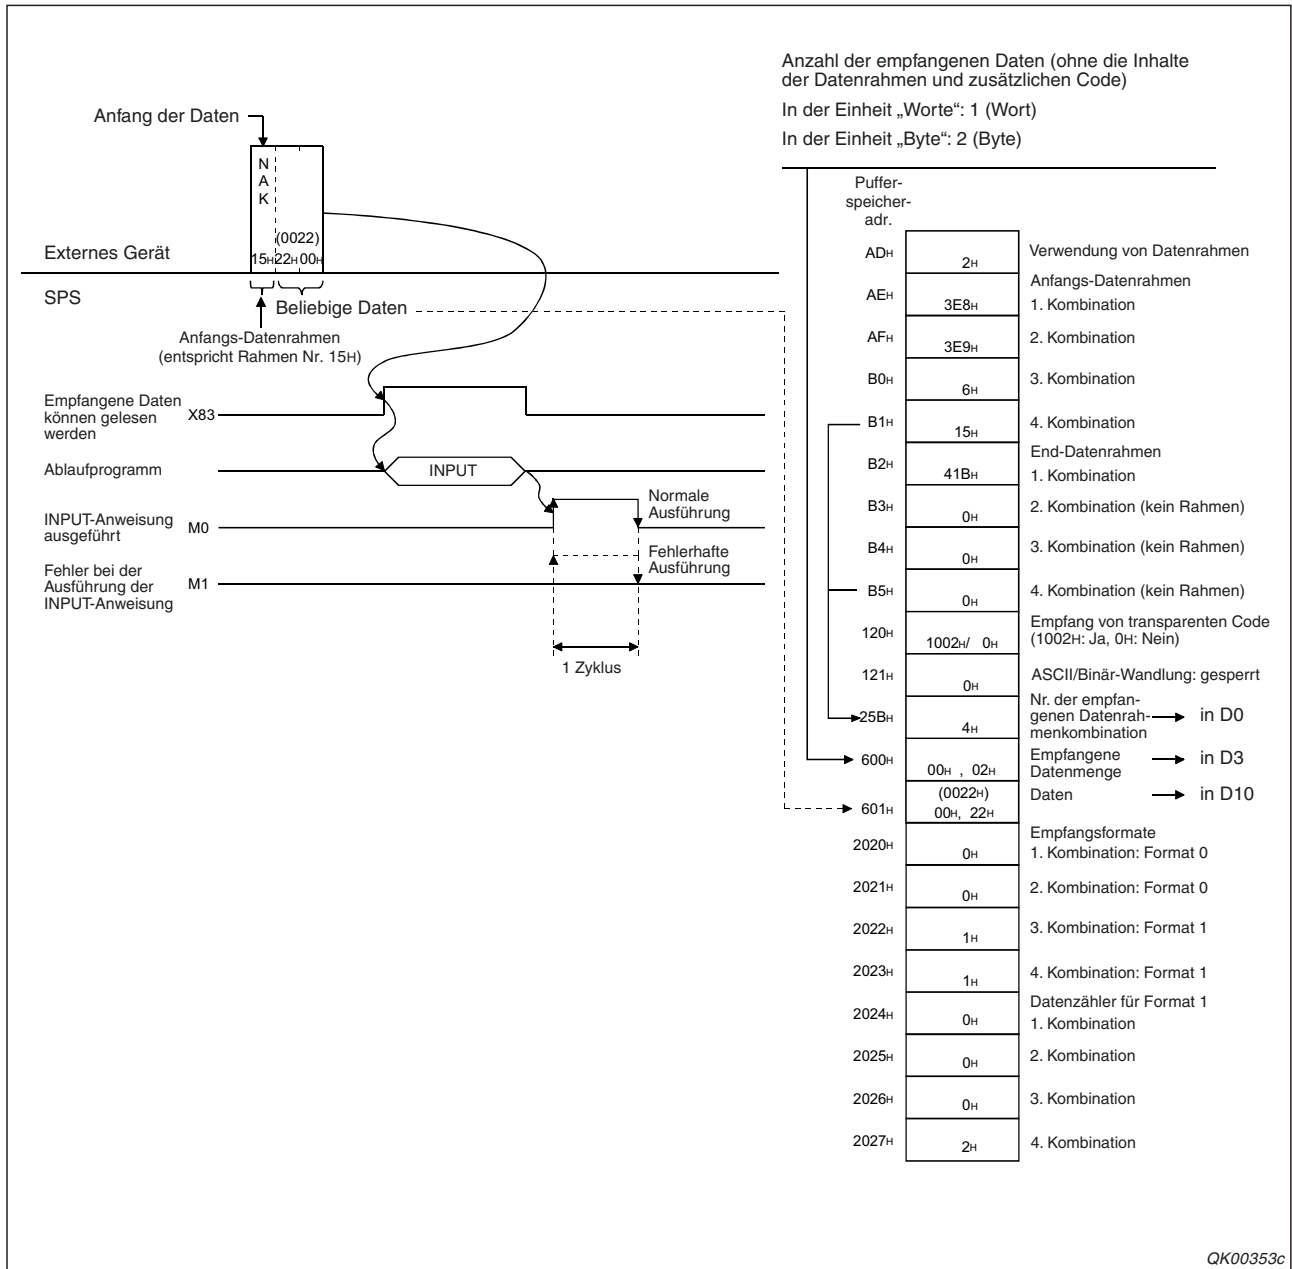 Anzahl der empfangenen Daten (ohne die Inhalte
der Datenrahmen und zusätzlichen Code)
In der Einheit „Worte“: 1 (Wort)
In der Einheit „Byte“: 2 (Byte)
Anfang der Daten
N
A
K
(0022)
15H 22H 00H
Externes Gerät
SPS
Beliebige Daten
Anfangs-Datenrahmen
(entspricht Rahmen Nr. 15H)
Empfangene Daten
können gelesen
werden
X83
Ablaufprogramm
INPUT
INPUT-Anweisung
ausgeführt
M0
Normale
Ausführung
Fehler bei der
Ausführung der
INPUT-Anweisung
M1
Fehlerhafte
Ausführung
1 Zyklus
Puffer-
speicher-
adr.
ADH 2H Verwendung von Datenrahmen
Anfangs-Datenrahmen
AEH 3E8H 1. Kombination
AFH 3E9H 2. Kombination
B0H 6H 3. Kombination
B1H 15H 4. Kombination
End-Datenrahmen
B2H 41BH 1. Kombination
B3H 0H 2. Kombination (kein Rahmen)
B4H 0H 3. Kombination (kein Rahmen)
B5H 0H 4. Kombination (kein Rahmen)
Empfang von transparenten Code
120H 1002H/ 0H (1002H: Ja, 0H: Nein)
121H 0H ASCII/Binär-Wandlung: gesperrt
Nr. der empfan-
25BH 4H genen Datenrah- in D0
menkombination
600H 00H , 02H Empfangene in D3
Datenmenge
(0022H) Daten in D10
601H 00H, 22H
Empfangsformate
2020H 0H 1. Kombination: Format 0
2021H 0H 2. Kombination: Format 0
2022H 1H 3. Kombination: Format 1
2023H 1H 4. Kombination: Format 1
Datenzähler für Format 1
2024H 0H 1. Kombination
2025H 0H 2. Kombination
2026H 0H 3. Kombination
2027H 2H 4. Kombination
QK00353c